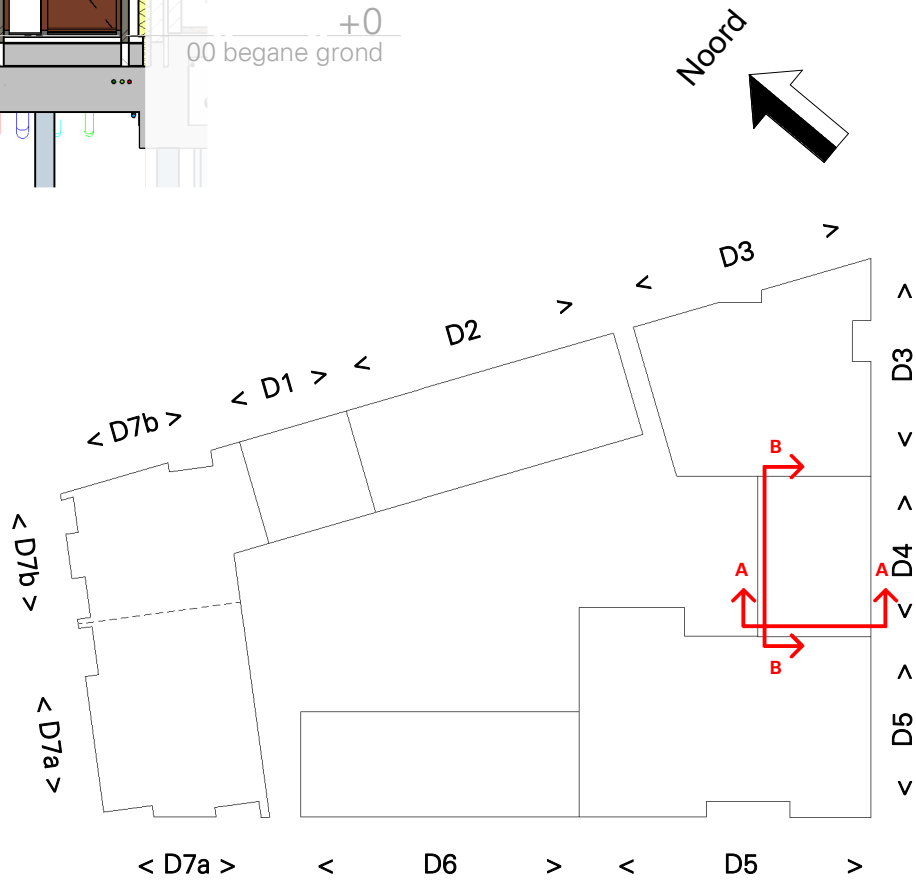 +0
00 begane grond
Noord
< D3 >
< D2 >
< D1 >
< D7b >
< D3 >
B
< D7b >
< D4 >
A
A
B
< D7a >
< D5 >
< D7a >
< D6 >
< D5 >